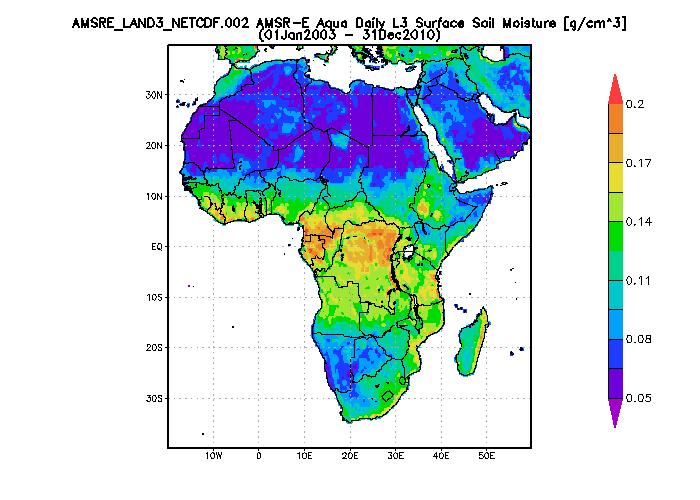 AMSRE_LAND3_NETCDF.002 AMSR-E Aqua Daily L3 Surface Soil Moisture [g/cm^3]
(01Jan2003 - 31Dec2010)
30N
20N
10N
EQ
10S
20S
30S
10W 0 10E 20E 30E 40E 50E
0.2
0.17
0.14
0.11
0.08
0.05